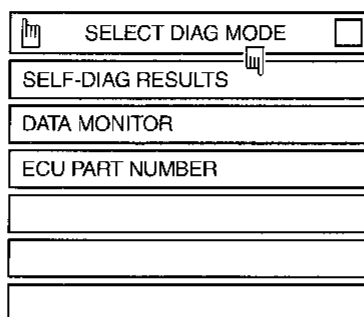 SELECT DIAG MODE
SELF-DIAG RESULTS
DATA MONITOR
ECU PART NUMBER